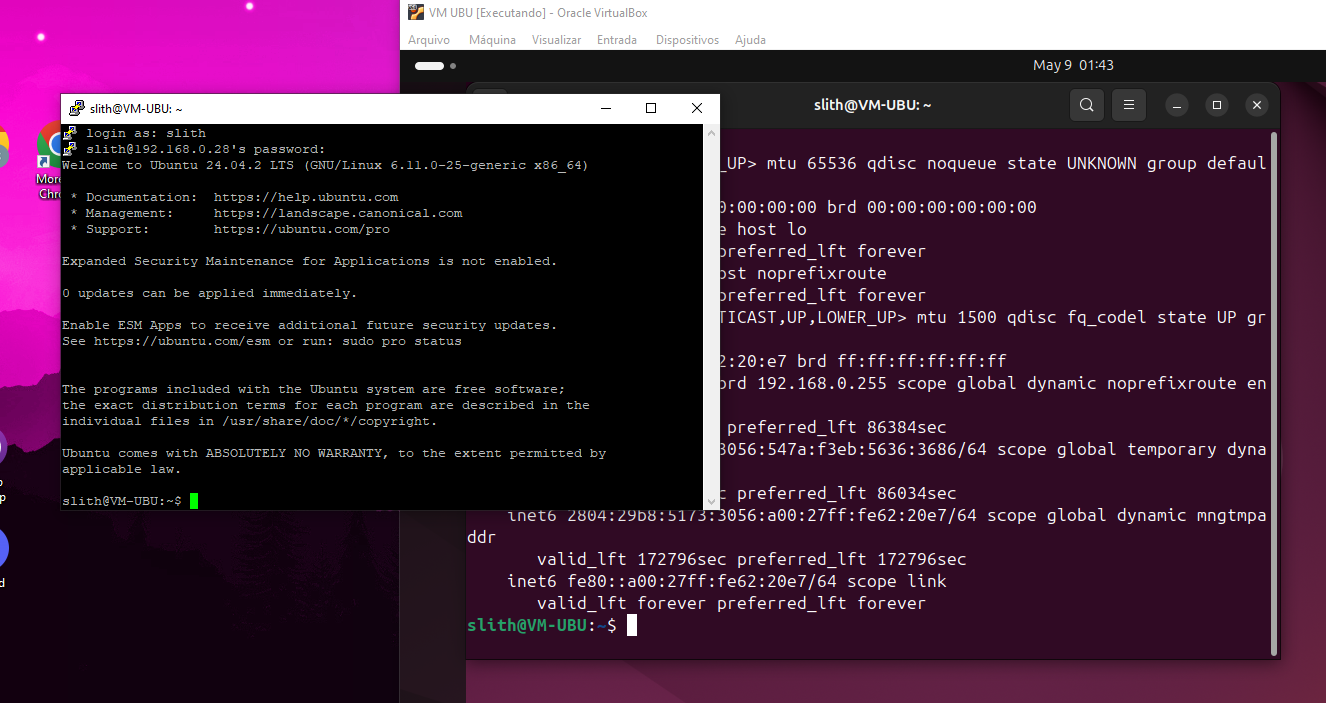 VM UBU [Executando] - Oracle VirtualBox
Arquivo Máquina Visualizar Entrada Dispositivos Ajuda
May 9 01:43
slith@VM-UBU: ~
login as: slith
slith@192.168.0.28's password:
Welcome to Ubuntu 24.04.2 LTS (GNU/Linux 6.11.0-25-generic x86_64)
* Documentation: https://help.ubuntu.com
* Management: https://landscape.canonical.com
* Support: https://ubuntu.com/pro
Expanded Security Maintenance for Applications is not enabled.
0 updates can be applied immediately.
Enable ESM Apps to receive additional future security updates.
See https://ubuntu.com/esm or run: sudo pro status
The programs included with the Ubuntu system are free software;
the exact distribution terms for each program are described in the
individual files in /usr/share/doc/*/copyright.
Ubuntu comes with ABSOLUTELY NO WARRANTY, to the extent permitted by
applicable law.
slith@VM-UBU:~$
slith@VM-UBU: ~
_UP> mtu 65536 qdisc noqueue state UNKNOWN group defaul
0:00:00:00 brd 00:00:00:00:00:00
host lo
preferred_lft forever
ost noprefixroute
preferred_lft forever
TICAST,UP,LOWER_UP> mtu 1500 qdisc fq_codel state UP gr
2:20:e7 brd ff:ff:ff:ff:ff:ff
brd 192.168.0.255 scope global dynamic noprefixroute en
preferred_lft 86384sec
3056:547a:f3eb:5636:3686/64 scope global temporary dyna
preferred_lft 86034sec
inet6 2804:29b8:5173:3056:a00:27ff:fe62:20e7/64 scope global dynamic mngtmpa
ddr
valid_lft 172796sec preferred_lft 172796sec
inet6 fe80::a00:27ff:fe62:20e7/64 scope link
valid_lft forever preferred_lft forever
slith@VM-UBU:~$